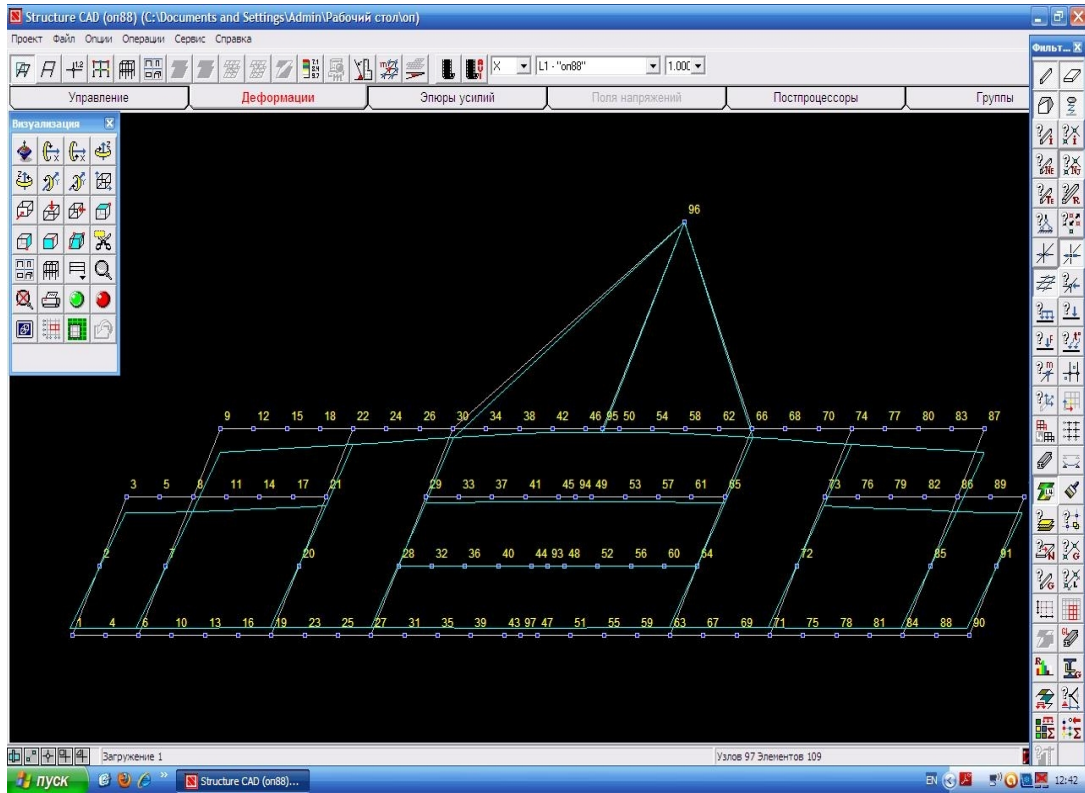 Structure CAD (оп88) (C:\Documents and Settings\Admin\Рабочий стол\оп)
Проект Файл Опции Операции Сервис Справка
X L1 - "оп88" 1.00
Управление Деформации Эпюры усилий Поля напряжений Постпроцессоры Группы
Фильт...
Визуализация
96
9 12 15 18 22 24 26 30 34 38 42 46 95 50 54 58 62 66 68 70 74 77 80 83 87
3 5 8 11 14 17 21 29 33 37 41 45 94 49 53 57 61 65 73 76 79 82 86 89
2 7 20 28 32 36 40 44 93 48 52 56 60 64 72 85 91
1 4 6 10 13 16 19 23 25 27 31 35 39 43 97 47 51 55 59 63 67 69 71 75 78 81 84 88 90
Загружение 1 Узлов 97 Элементов 109
пуск Structure CAD (оп88)... EN 12:42